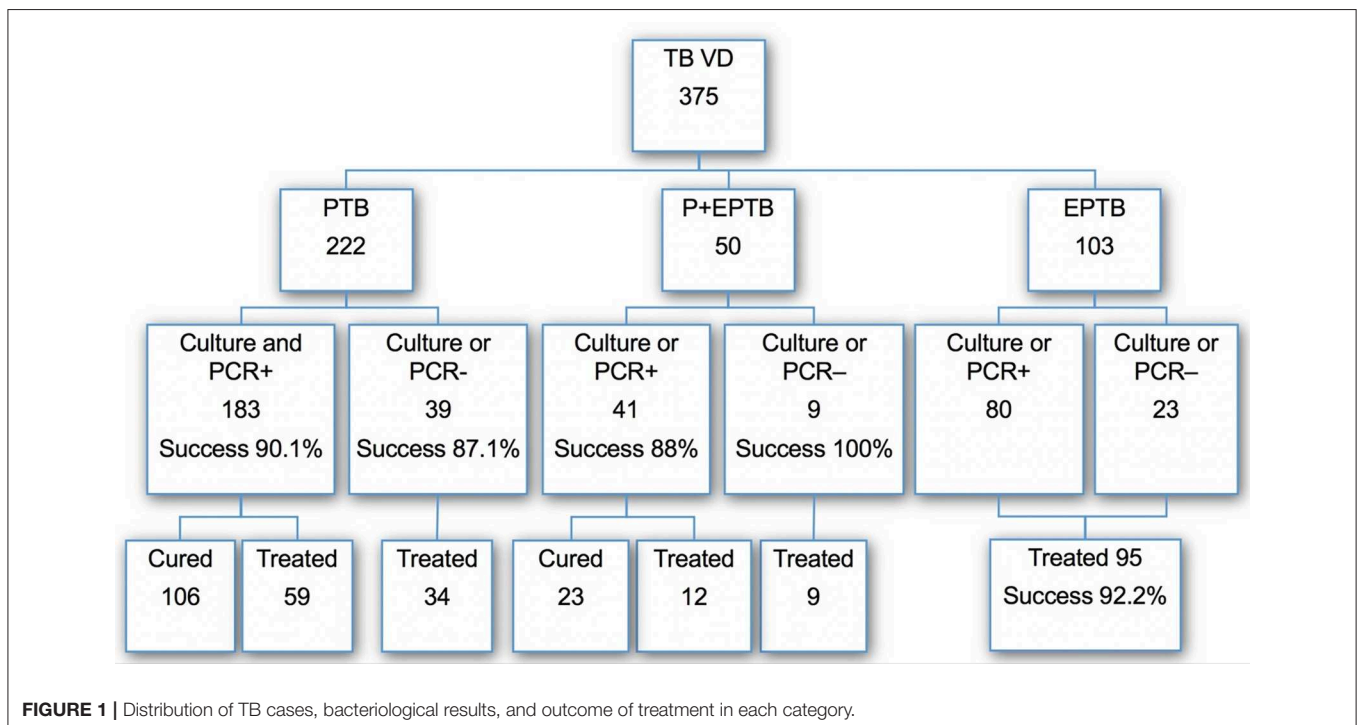 TB VD
375
PTB
222
P+EPTB
50
EPTB
103
Culture and
PCR+
183
Success 90.1%
Culture or
PCR-
39
Success 87.1%
Culture or
PCR+
41
Success 88%
Culture or
PCR–
9
Success 100%
Culture or
PCR+
80
Culture or
PCR–
23
Cured
106
Treated
59
Treated
34
Cured
23
Treated
12
Treated
9
Treated 95
Success 92.2%
FIGURE 1 | Distribution of TB cases, bacteriological results, and outcome of treatment in each category.